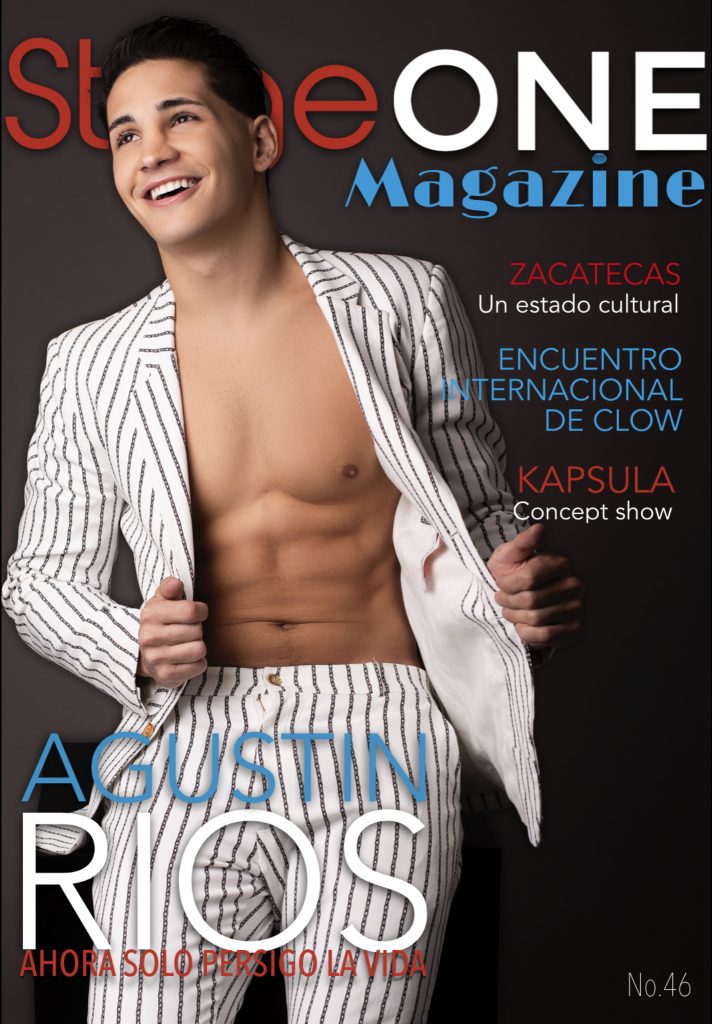 ONE
Magazine
ZACATECAS
Un estado cultural
ENCUENTRO
INTERNACIONAL
DE CLOW
KAPSULA
Concept show
AGUSTIN
RIOS
AHORA SOLO PERSIGO LA VIDA
No.46